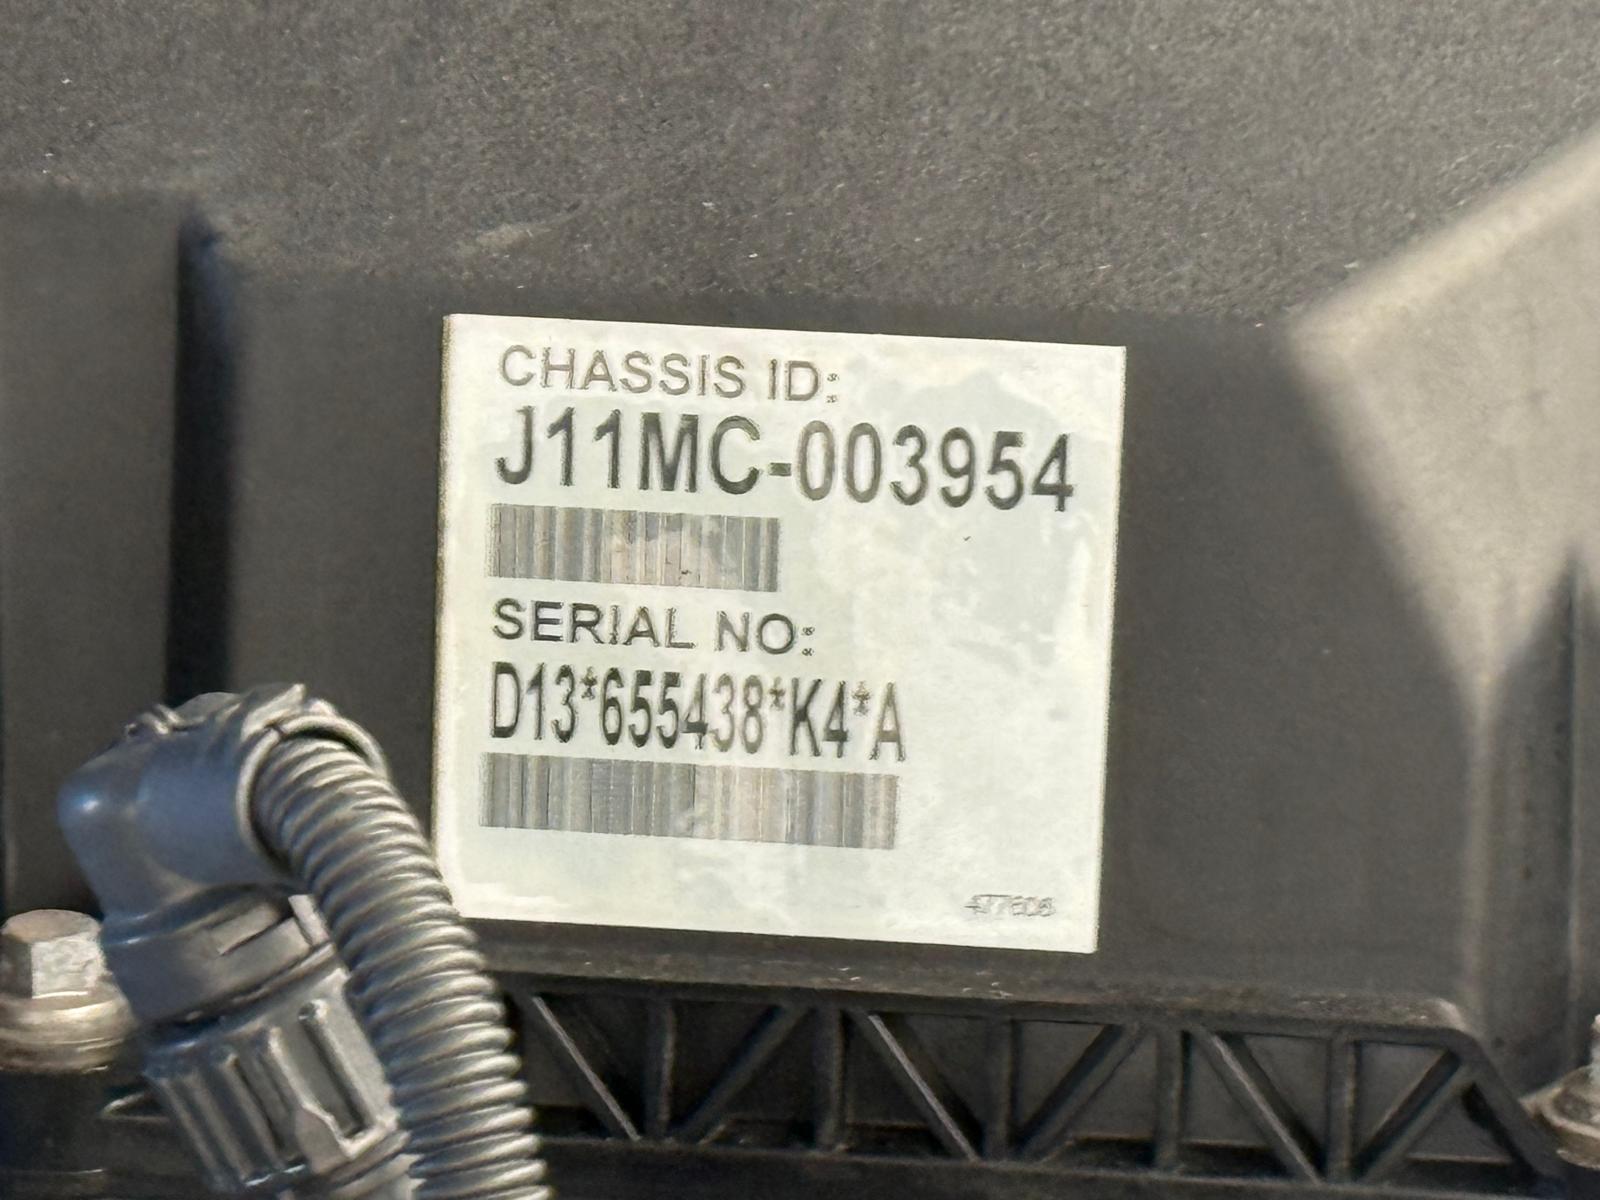 CHASSIS ID:
J11MC-003954
SERIAL NO:
D13*655438*K4*A